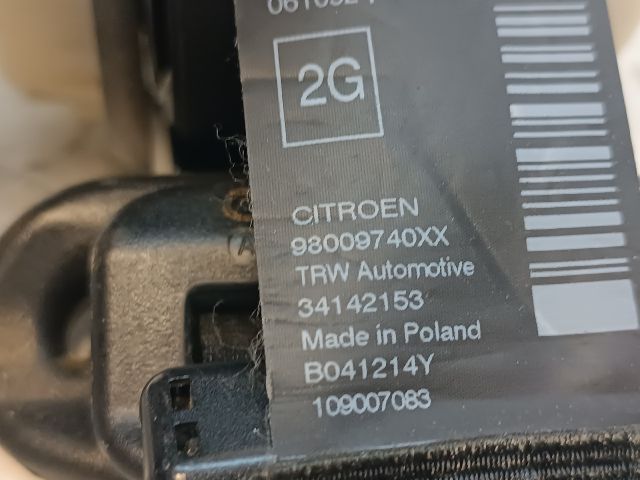 2G
CITROEN
98009740XX
TRW Automotive
34142153
Made in Poland
B041214Y
109007083